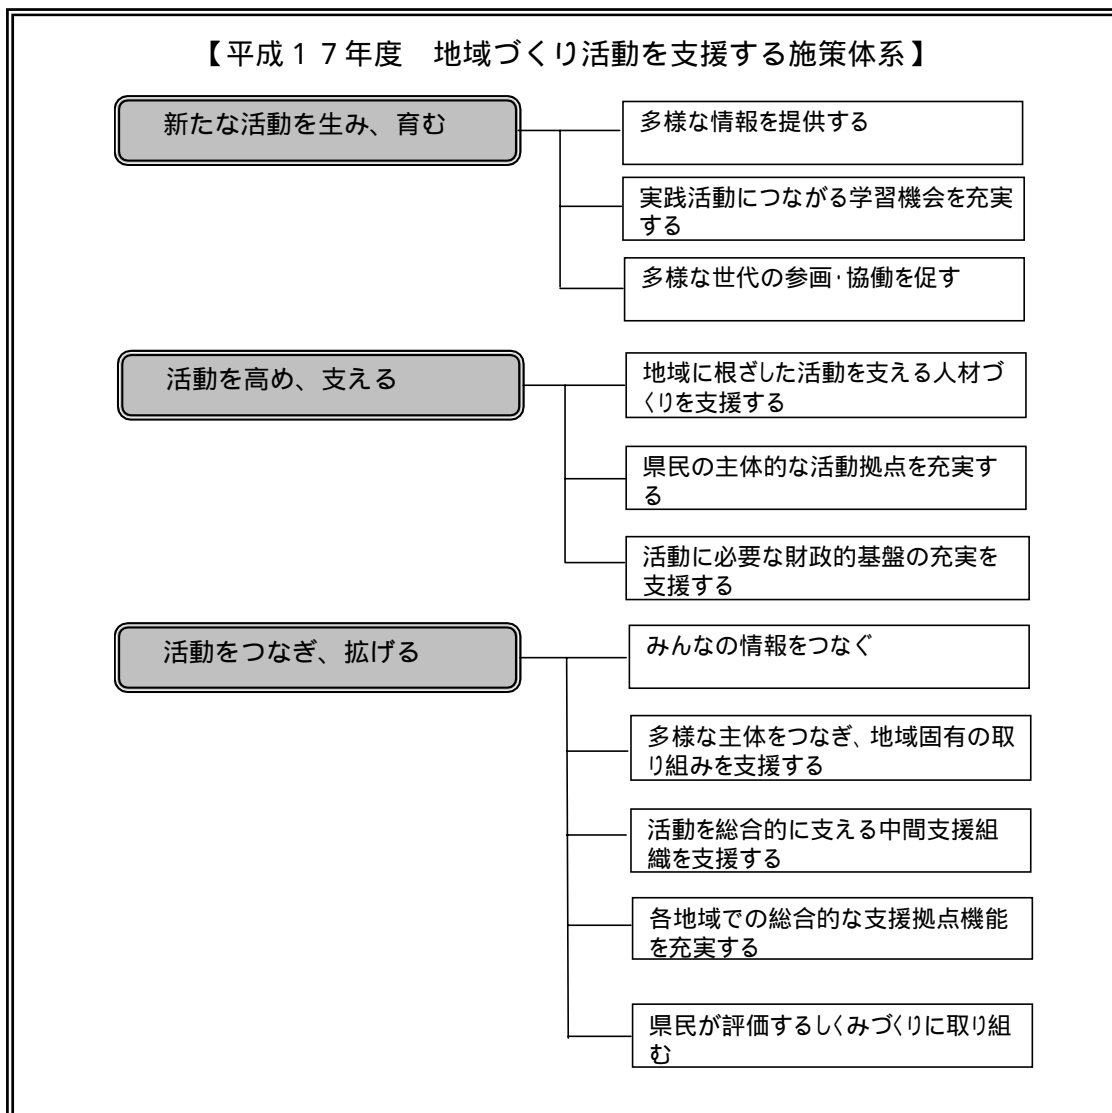 【平成１７年度　地域づくり活動を支援する施策体系】
新たな活動を生み、育む
多様な情報を提供する
実践活動につながる学習機会を充実
する
多様な世代の参画・協働を促す
活動を高め、支える
地域に根ざした活動を支える人材づ
くりを支援する
県民の主体的な活動拠点を充実す
る
活動に必要な財政的基盤の充実を
支援する
活動をつなぎ、拡げる
みんなの情報をつなぐ
多様な主体をつなぎ、地域固有の取
り組みを支援する
活動を総合的に支える中間支援組
織を支援する
各地域での総合的な支援拠点機能
を充実する
県民が評価するしくみづくりに取り組
む